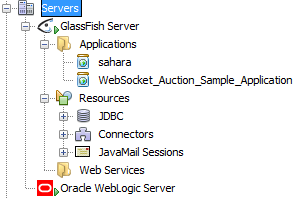 Servers
GlassFish Server
Applications
sahara
WebSocket_Auction_Sample_Application
Resources
JDBC
Connectors
JavaMail Sessions
Web Services
Oracle WebLogic Server